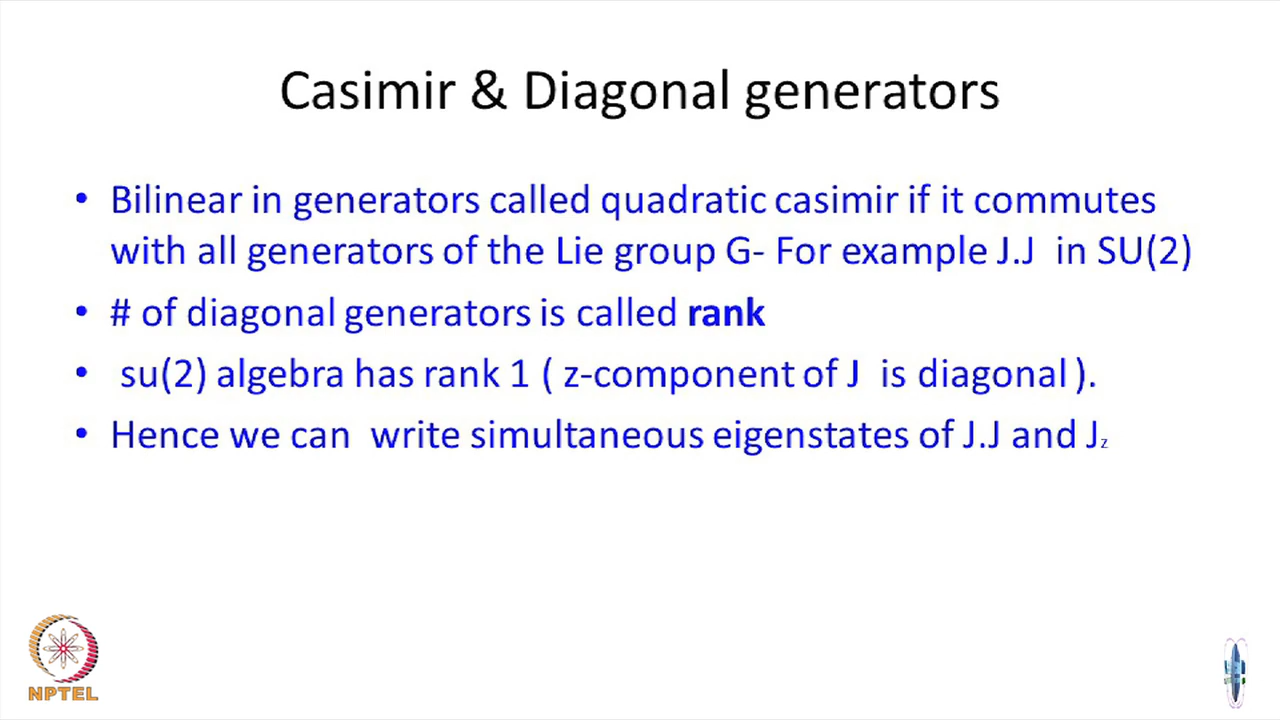 Casimir & Diagonal generators
• Bilinear in generators called quadratic casimir if it commutes
with all generators of the Lie group G- For example J.J in SU(2)
• # of diagonal generators is called rank
• su(2) algebra has rank 1 ( z-component of J is diagonal ).
• Hence we can write simultaneous eigenstates of J.J and Jz
NPTEL